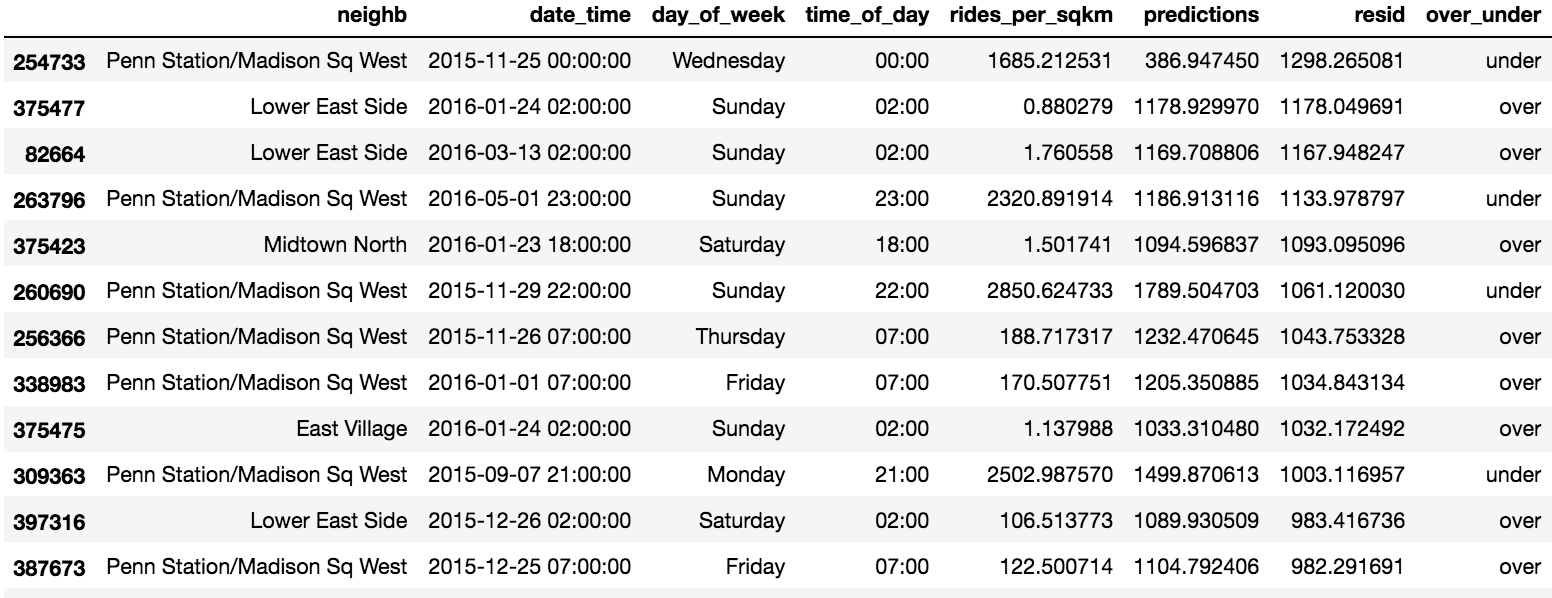 neighb date_time day_of_week time_of_day rides_per_sqkm predictions resid over_under
254733 Penn Station/Madison Sq West 2015-11-25 00:00:00 Wednesday 00:00 1685.212531 386.947450 1298.265081 under
375477 Lower East Side 2016-01-24 02:00:00 Sunday 02:00 0.880279 1178.929970 1178.049691 over
82664 Lower East Side 2016-03-13 02:00:00 Sunday 02:00 1.760558 1169.708806 1167.948247 over
263796 Penn Station/Madison Sq West 2016-05-01 23:00:00 Sunday 23:00 2320.891914 1186.913116 1133.978797 under
375423 Midtown North 2016-01-23 18:00:00 Saturday 18:00 1.501741 1094.596837 1093.095096 over
260690 Penn Station/Madison Sq West 2015-11-29 22:00:00 Sunday 22:00 2850.624733 1789.504703 1061.120030 under
256366 Penn Station/Madison Sq West 2015-11-26 07:00:00 Thursday 07:00 188.717317 1232.470645 1043.753328 over
338983 Penn Station/Madison Sq West 2016-01-01 07:00:00 Friday 07:00 170.507751 1205.350885 1034.843134 over
375475 East Village 2016-01-24 02:00:00 Sunday 02:00 1.137988 1033.310480 1032.172492 over
309363 Penn Station/Madison Sq West 2015-09-07 21:00:00 Monday 21:00 2502.987570 1499.870613 1003.116957 under
397316 Lower East Side 2015-12-26 02:00:00 Saturday 02:00 106.513773 1089.930509 983.416736 over
387673 Penn Station/Madison Sq West 2015-12-25 07:00:00 Friday 07:00 122.500714 1104.792406 982.291691 over